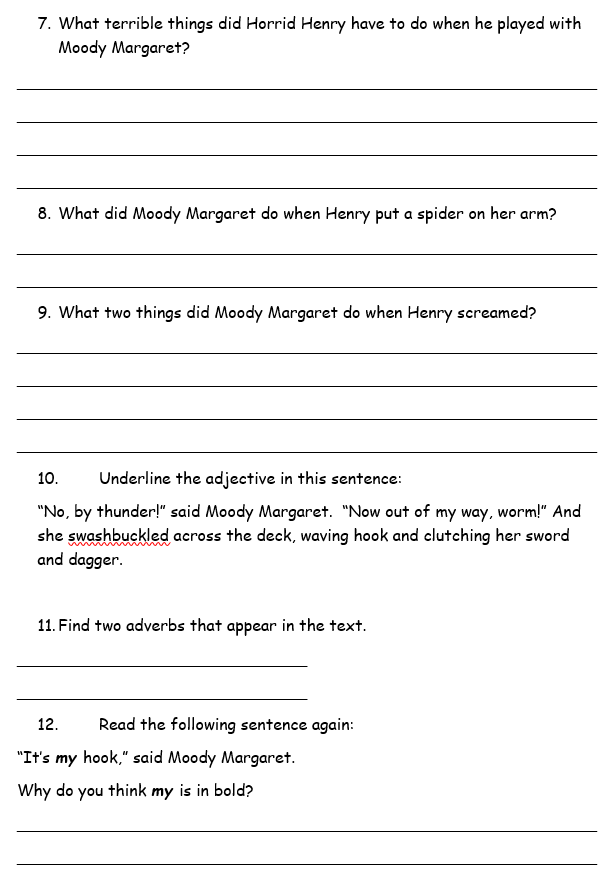 7. What terrible things did Horrid Henry have to do when he played with
Moody Margaret?
8. What did Moody Margaret do when Henry put a spider on her arm?
9. What two things did Moody Margaret do when Henry screamed?
10. Underline the adjective in this sentence:
“No, by thunder!” said Moody Margaret. “Now out of my way, worm!” And
she swashbuckled across the deck, waving hook and clutching her sword
and dagger.
11. Find two adverbs that appear in the text.
12. Read the following sentence again:
“It’s my hook,” said Moody Margaret.
Why do you think my is in bold?